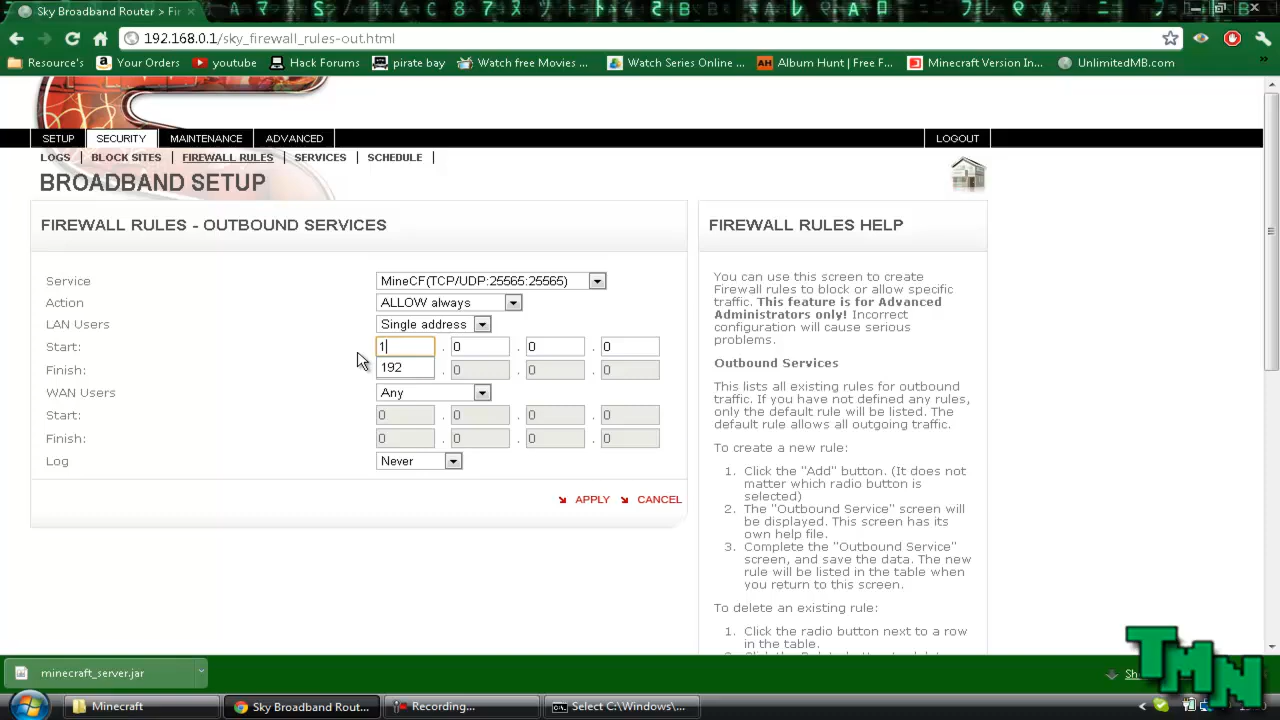 Sky Broadband Router > Fir
192.168.0.1/sky_firewall_rules-out.html
Resource's
Your Orders
youtube
Hack Forums
pirate bay
Watch free Movies ...
Watch Series Online ...
Album Hunt | Free F...
Minecraft Version In...
UnlimitedMB.com
SETUP
SECURITY
MAINTENANCE
ADVANCED
LOGOUT
LOGS
BLOCK SITES
FIREWALL RULES
SERVICES
SCHEDULE
BROADBAND SETUP
FIREWALL RULES - OUTBOUND SERVICES
Service
MineCF(TCP/UDP:25565:25565)
Action
ALLOW always
LAN Users
Single address
Start:
1 . 0 . 0 . 0
192
Finish:
. 0 . 0 . 0
WAN Users
Any
Start:
0 . 0 . 0 . 0
Finish:
0 . 0 . 0 . 0
Log
Never
APPLY
CANCEL
FIREWALL RULES HELP
You can use this screen to create
Firewall rules to block or allow specific
traffic. This feature is for Advanced
Administrators only! Incorrect
configuration will cause serious
problems.
Outbound Services
This lists all existing rules for outbound
traffic. If you have not defined any rules,
only the default rule will be listed. The
default rule allows all outgoing traffic.
To create a new rule:
1. Click the "Add" button. (It does not
matter which radio button is
selected)
2. The "Outbound Service" screen will
be displayed. This screen has its
own help file.
3. Complete the "Outbound Service"
screen, and save the data. The new
rule will be listed in the table when
you return to this screen.
To delete an existing rule:
1. Click the radio button next to a row
in the table.
minecraft_server.jar
Sh
TMN
Minecraft
Sky Broadband Rout...
Recording...
Select C:\Windows\...